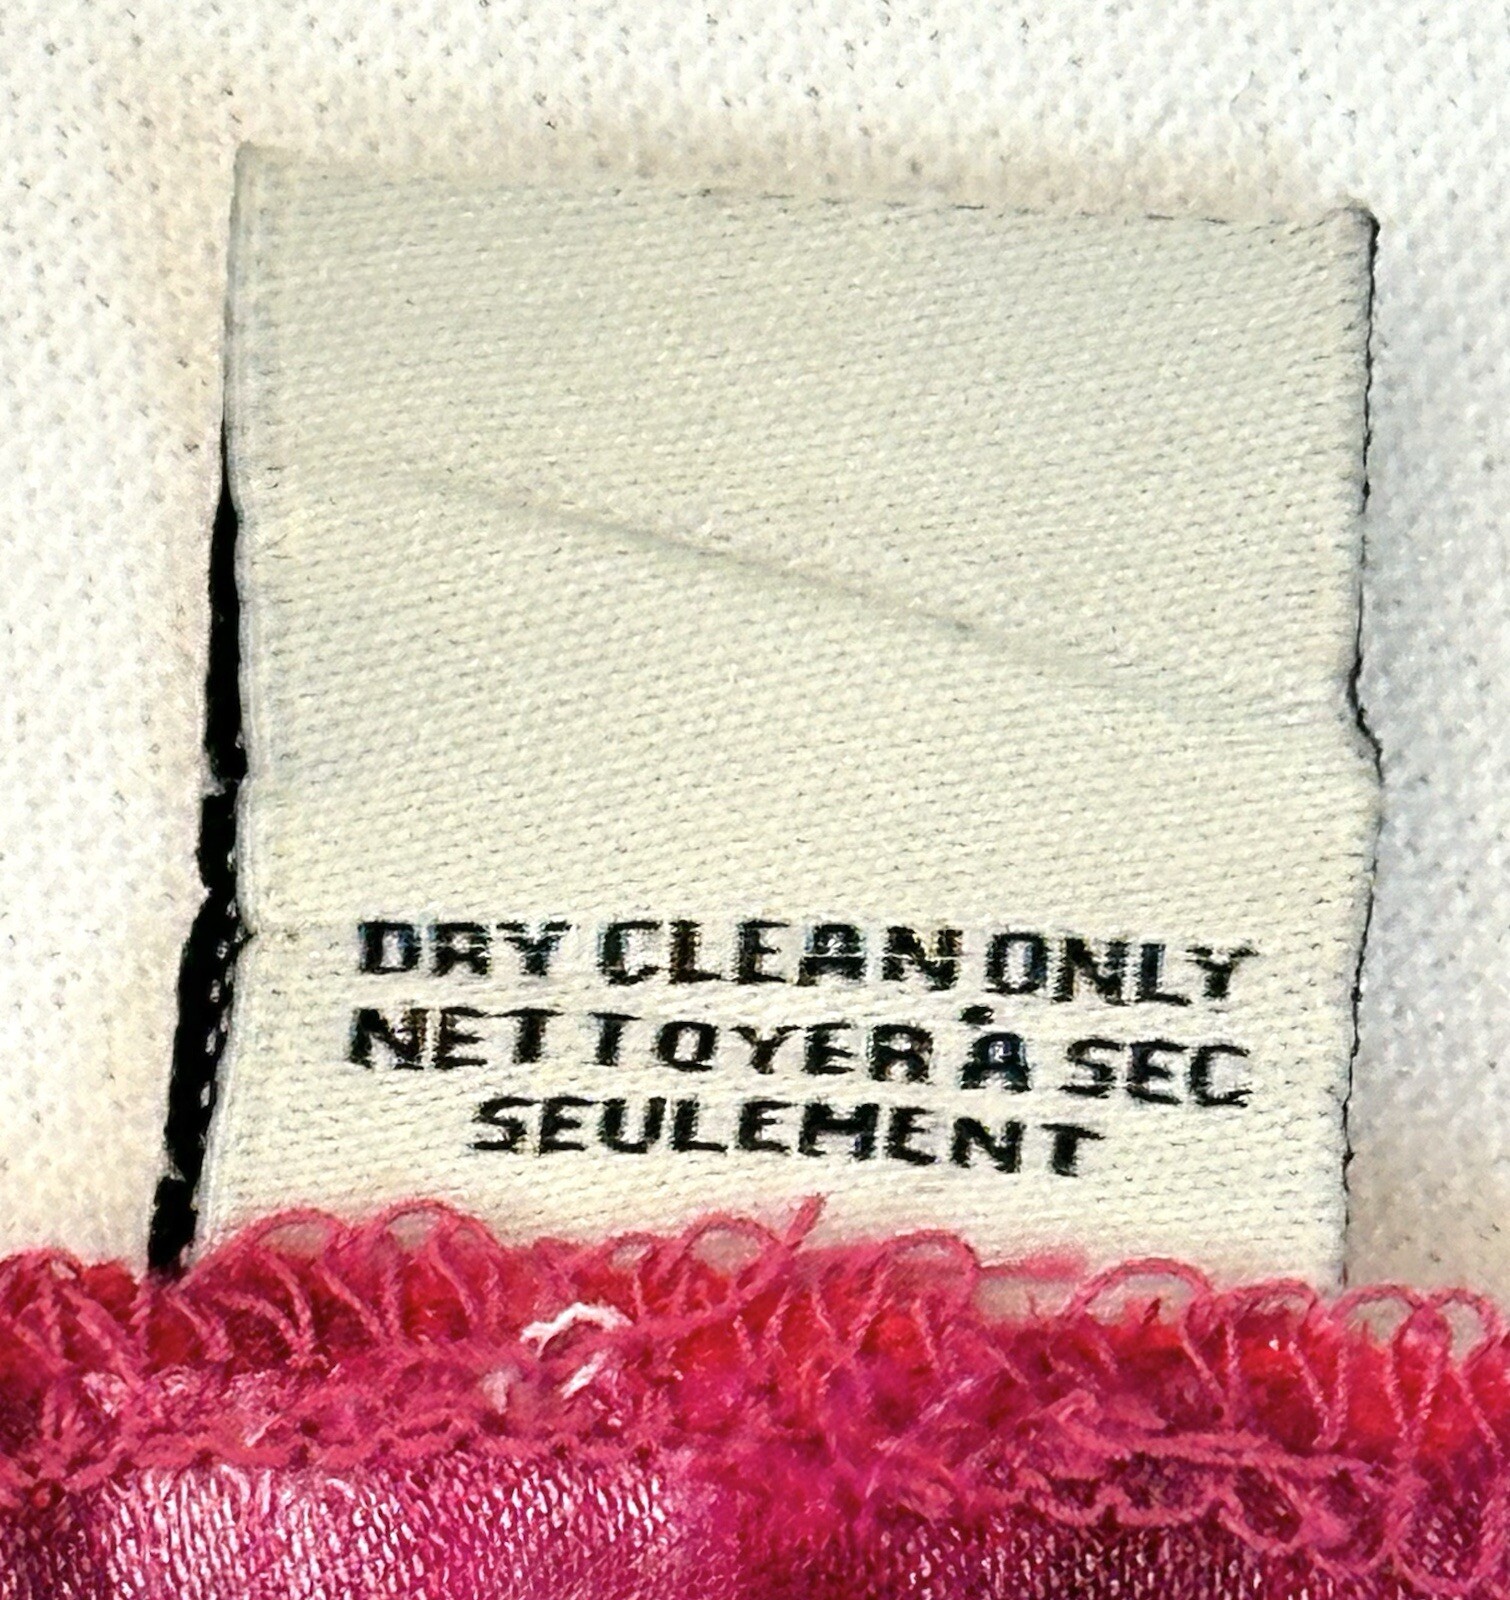 DRY CLEAN ONLY
NETTOYER À SEC
SEULEMENT